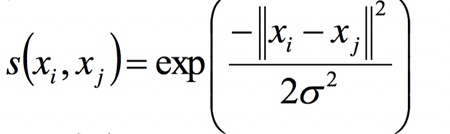 s(x_i, x_j) = exp( −‖x_i − x_j‖² / 2σ² )